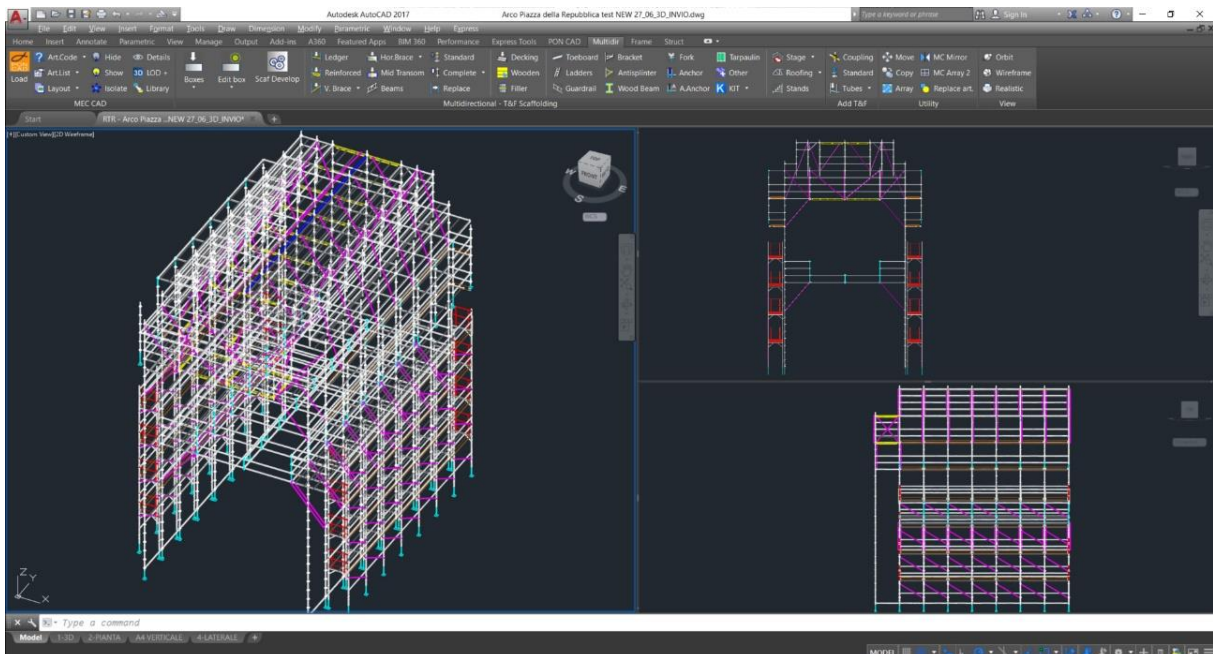 Autodesk AutoCAD 2017 Arco Piazza della Repubblica test NEW 27_06_3D_INVIO.dwg Type a keyword or phrase Sign In
File Edit View Insert Format Tools Draw Dimension Modify Parametric Window Help Express
Home Insert Annotate Parametric View Manage Output Add-ins A360 Featured Apps BIM 360 Performance Express Tools PON CAD Multidir Frame Struct
Art.Code Hide Details Ledger Hor.Brace Standard Decking Toeboard Bracket Fork Tarpaulin Stage Coupling Move MC Mirror Orbit
Load Art.List Show 3D LOD + Boxes Edit box Scaf Develop Reinforced Mid Transom Complete Wooden Ladders Antisplinter Anchor Other Roofing Standard Copy MC Array 2 Wireframe
Layout Isolate Library V. Brace Beams Replace Filler Guardrail Wood Beam A.Anchor KIT Stands Tubes Array Replace art. Realistic
MEC CAD Multidirectional - T&F Scaffolding Add T&F Utility View
Start RTR - Arco Piazza ...NEW 27_06_3D_INVIO*
[+][Custom View][2D Wireframe]
TOP
FRONT
W
S
E
Z
Y
X
Type a command
Model 1-3D 2-PIANTA A4 VERTICALE 4-LATERALE +
MODEL